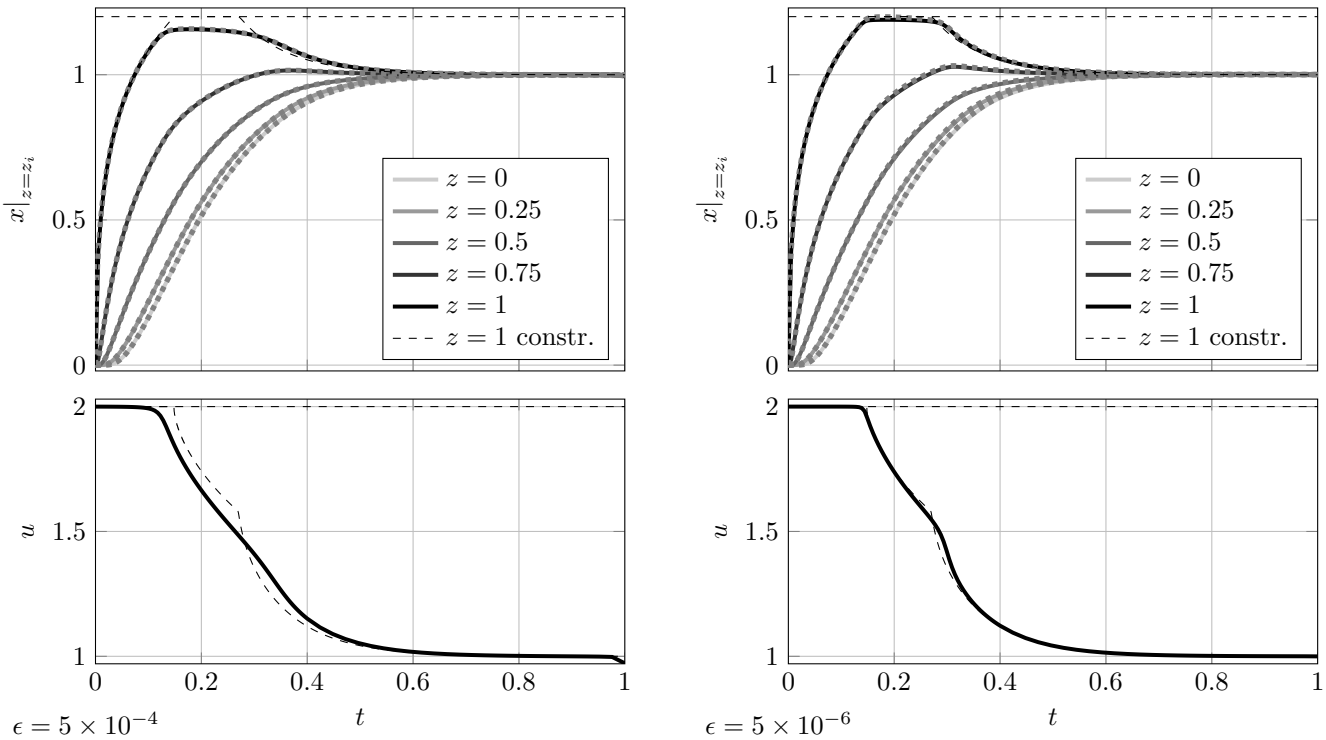 1
0.5
0
x|z=zi
z = 0
z = 0.25
z = 0.5
z = 0.75
z = 1
z = 1 constr.
2
1.5
1
u
0 0.2 0.4 0.6 0.8 1
t
ϵ = 5 × 10−4
1
0.5
0
x|z=zi
z = 0
z = 0.25
z = 0.5
z = 0.75
z = 1
z = 1 constr.
2
1.5
1
u
0 0.2 0.4 0.6 0.8 1
t
ϵ = 5 × 10−6